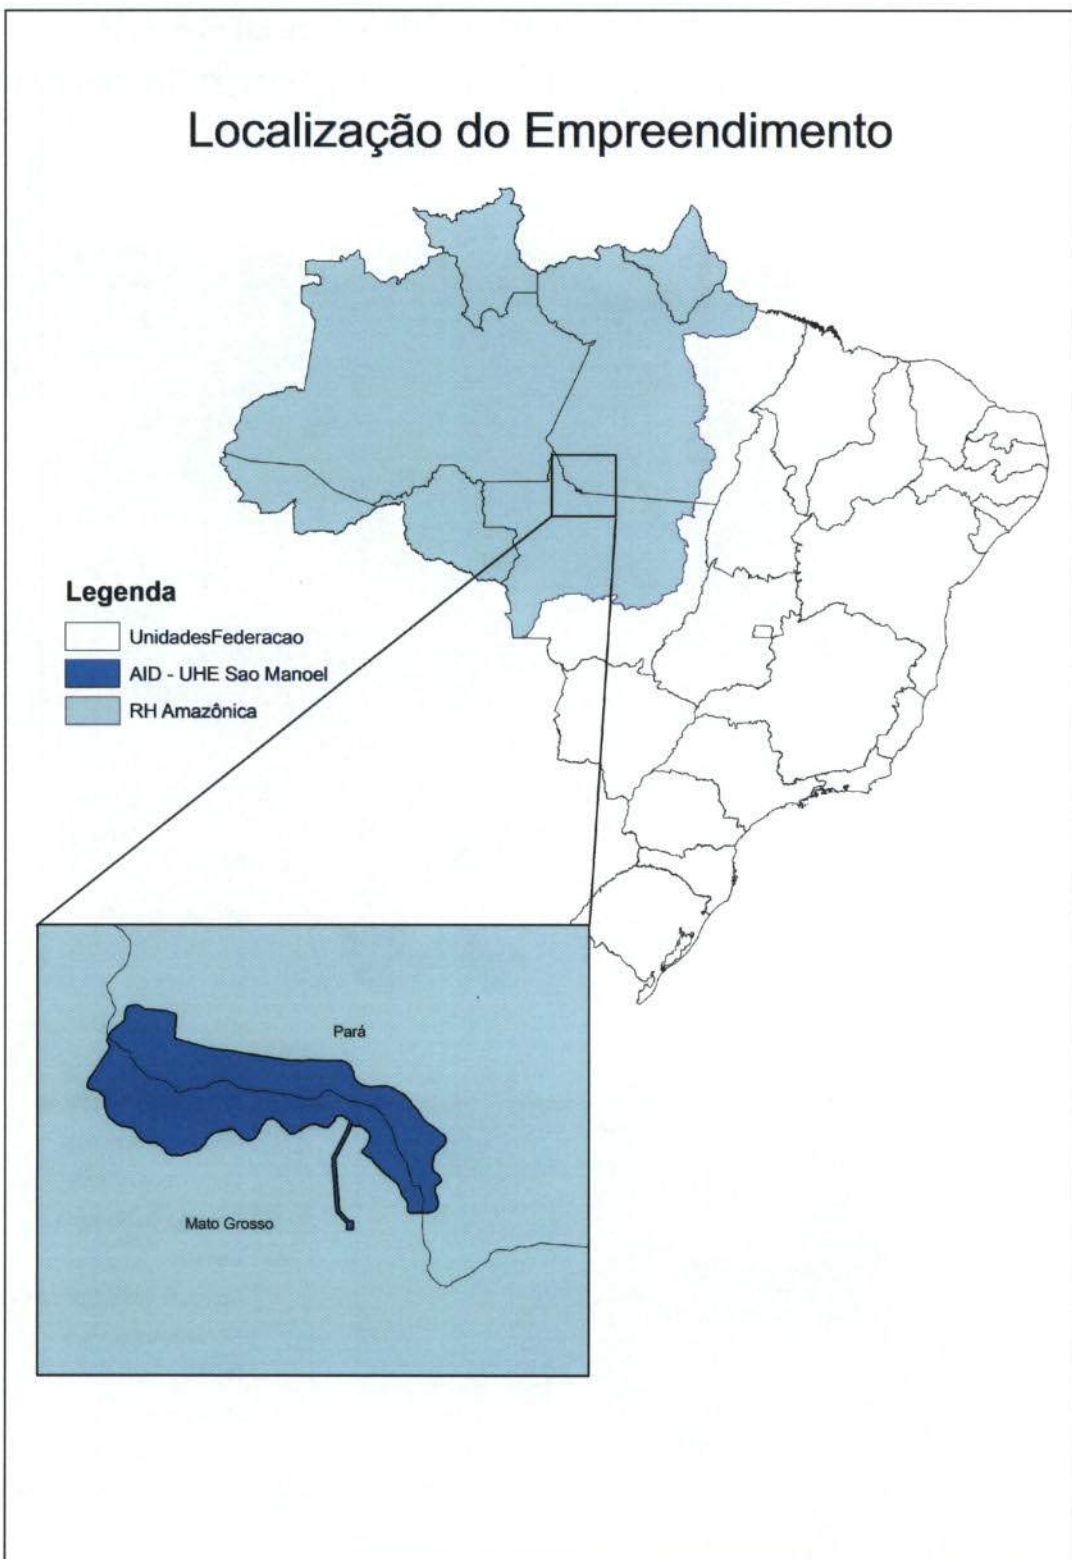 Localização do Empreendimento
Legenda
UnidadesFederacao
AID - UHE Sao Manoel
RH Amazônica
Pará
Mato Grosso